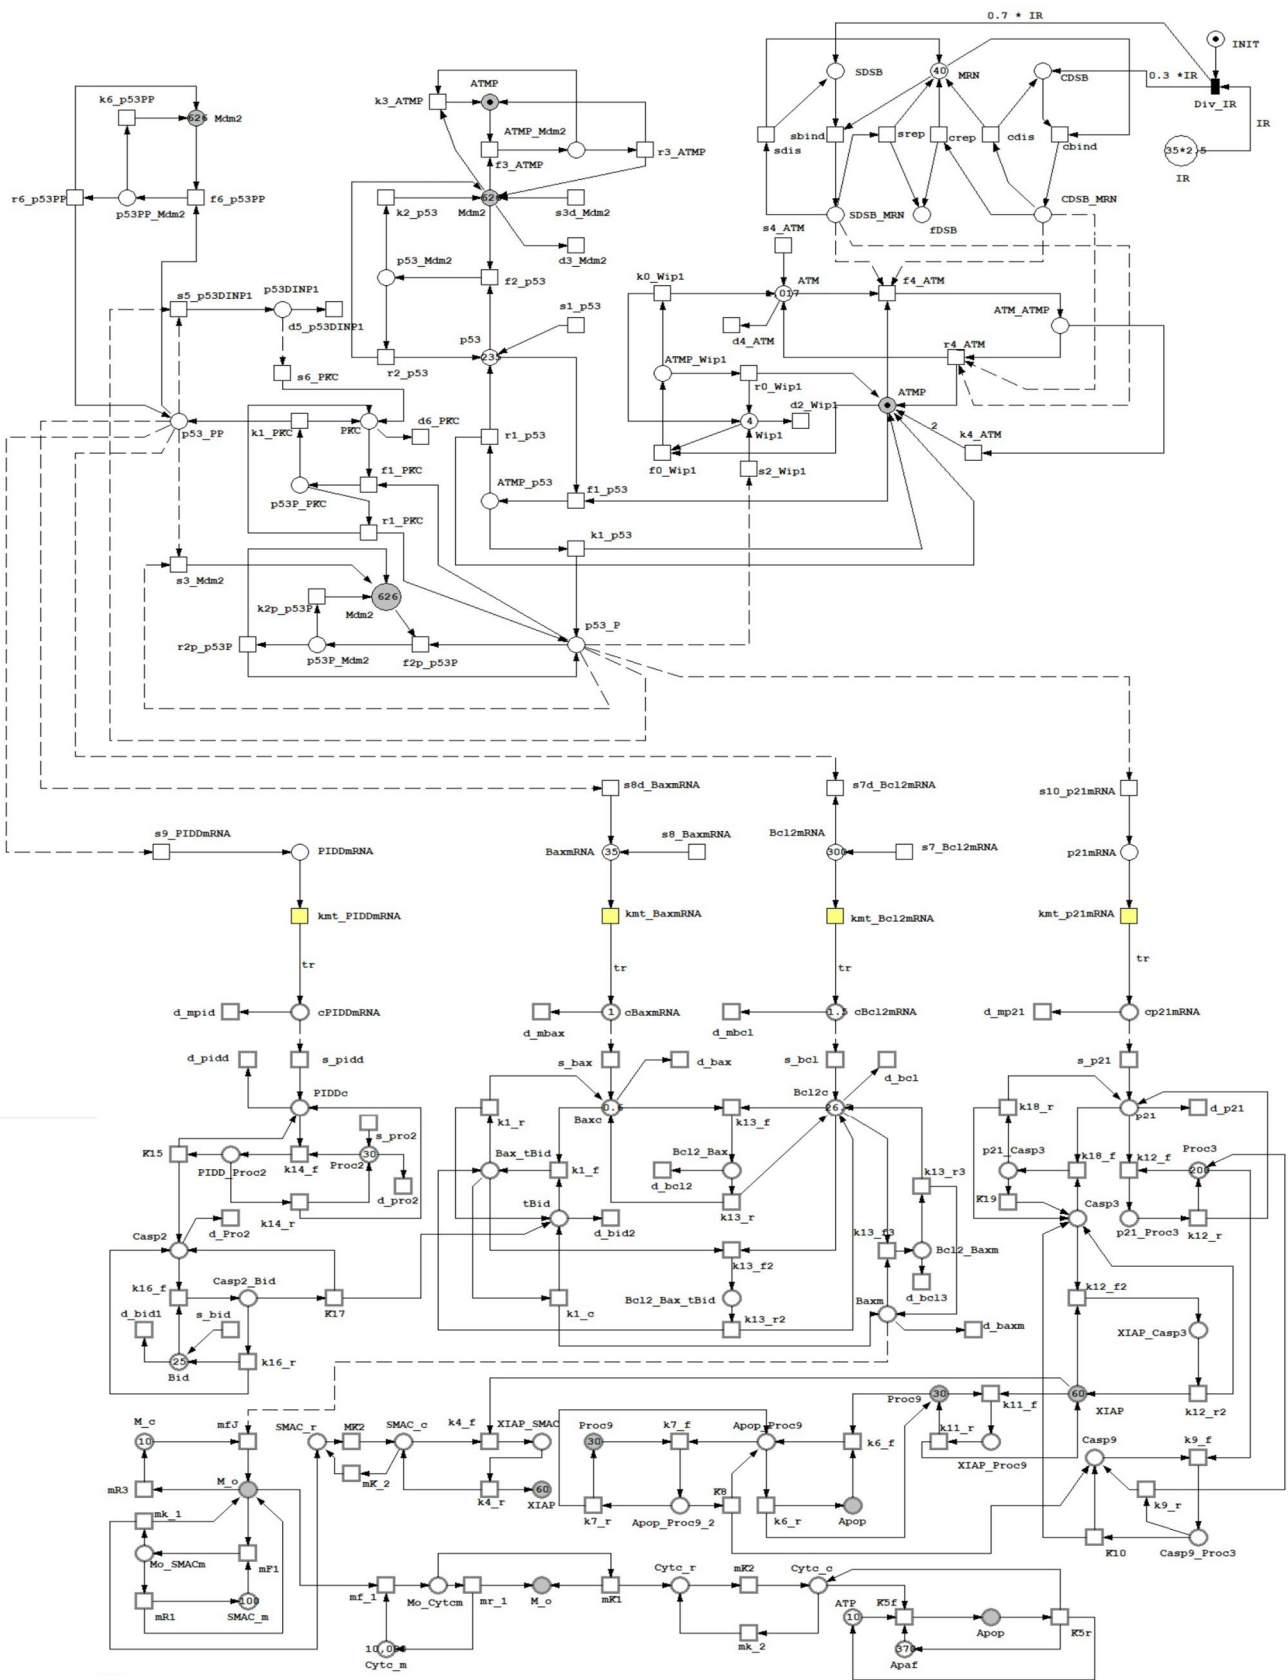 0.7 * IR
INIT
ATMP
SDSB
40
MRN
CDSB
0.3 *IR
k6_p53PP
k3_ATMP
Div_IR
626
Mdm2
ATMP_Mdm2
IR
sbind
srep
crep
cdis
cbind
sdis
f3_ATMP
r3_ATMP
35*2.5
IR
r6_p53PP
p53PP_Mdm2
f6_p53PP
k2_p53
626
Mdm2
s3d_Mdm2
SDSB_MRN
fDSB
CDSB_MRN
s4_ATM
d3_Mdm2
p53_Mdm2
f2_p53
k0_Wip1
ATM
f4_ATM
s5_p53DINP1
p53DINP1
017
ATM_ATMP
d5_p53DINP1
s1_p53
d4_ATM
p53
r4_ATM
235
r2_p53
s6_PKC
ATMP_Wip1
r0_Wip1
ATMP
d2_Wip1
p53_PP
k1_PKC
PKC
d6_PKC
4
Wip1
2
r1_p53
k4_ATM
f0_Wip1
s2_Wip1
f1_PKC
p53P_PKC
ATMP_p53
f1_p53
r1_PKC
k1_p53
s3_Mdm2
k2p_p53P
626
Mdm2
p53_P
r2p_p53P
p53P_Mdm2
f2p_p53P
s8d_BaxmRNA
s7d_Bcl2mRNA
s10_p21mRNA
s9_PIDDmRNA
PIDDmRNA
BaxmRNA
35
s8_BaxmRNA
Bcl2mRNA
300
s7_Bcl2mRNA
p21mRNA
kmt_PIDDmRNA
kmt_BaxmRNA
kmt_Bcl2mRNA
kmt_p21mRNA
tr
tr
tr
tr
d_mpid
cPIDDmRNA
1
cBaxmRNA
d_mbax
1.5
cBcl2mRNA
d_mbcl
d_mp21
cp21mRNA
d_pidd
s_pidd
s_bax
d_bax
s_bcl
d_bcl
s_p21
PIDDc
0.6
Baxc
Bcl2c
k1_r
k13_f
k18_r
p21
d_p21
s_pro2
K15
PIDD_Proc2
k14_f
Proc2
30
Bax_tBid
k1_f
Bcl2_Bax
d_bcl2
p21_Casp3
k18_f
k12_f
Proc3
200
d_pro2
k14_r
k13_r
k13_r3
K19
Casp3
p21_Proc3
k12_r
tBid
d_bid2
Casp2
d_Pro2
k13_f3
Bcl2_Baxm
k13_f2
k16_f
Casp2_Bid
K17
k1_c
Bcl2_Bax_tBid
d_bcl3
k12_f2
d_bid1
s_bid
Baxm
k13_r2
d_baxm
XIAP_Casp3
25
Bid
k16_r
Proc9
30
k11_f
60
XIAP
k12_r2
M_c
10
mfJ
SMAC_r
MK2
SMAC_c
k4_f
XIAP_SMAC
Proc9
30
k7_f
Apop_Proc9
k6_f
k11_r
XIAP_Proc9
Casp9
k9_f
mK_2
mR3
M_o
k4_r
60
XIAP
k7_r
Apop_Proc9_2
K8
k6_r
Apop
k9_r
mk_1
K10
Casp9_Proc3
Mo_SMACm
mF1
mR1
100
SMAC_m
mf_1
Mo_Cytcm
mr_1
M_o
mK1
Cytc_r
mK2
Cytc_c
ATP
10
K5f
Apop
K5r
mk_2
Cytc_m
370
Apaf